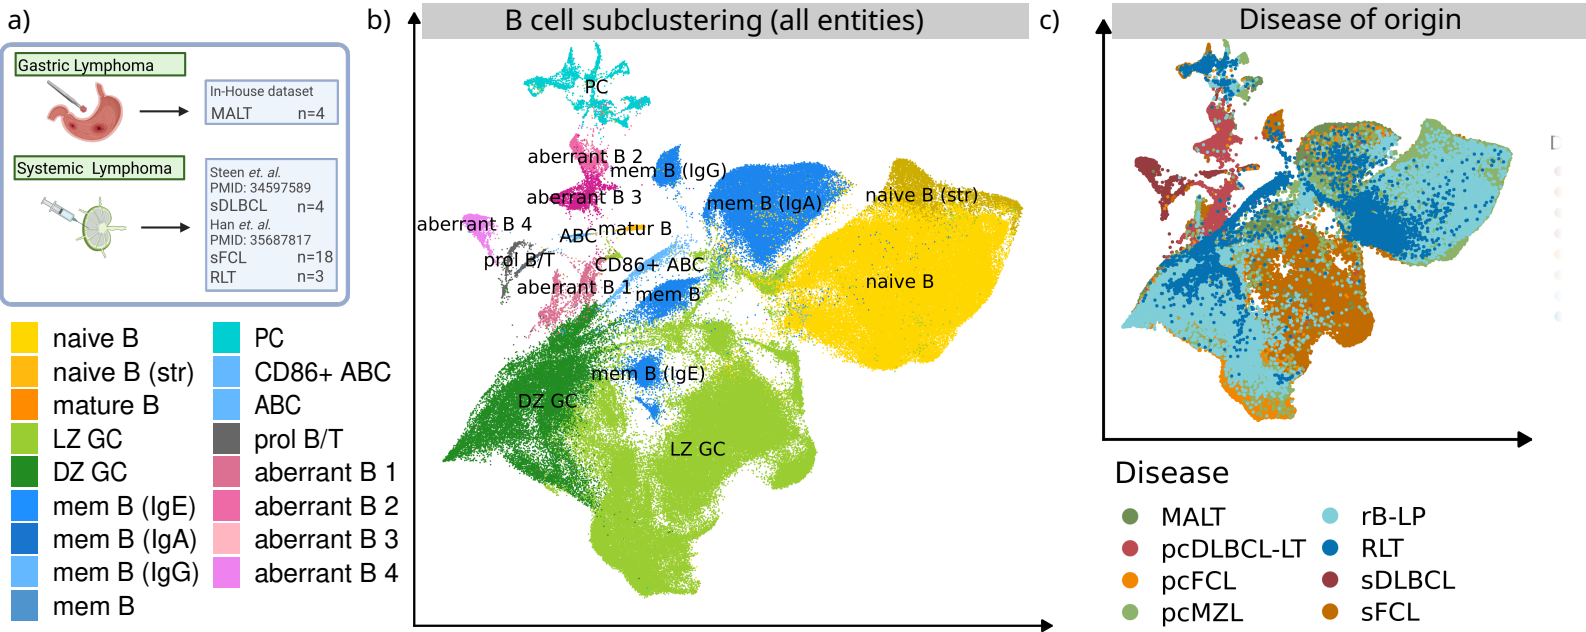 a)
Gastric Lymphoma
In-House dataset
MALT n=4
Systemic Lymphoma
Steen et. al.
PMID: 34597589
sDLBCL n=4
Han et. al.
PMID: 35687817
sFCL n=18
RLT n=3
naive B
naive B (str)
mature B
LZ GC
DZ GC
mem B (IgE)
mem B (IgA)
mem B (IgG)
mem B
PC
CD86+ ABC
ABC
prol B/T
aberrant B 1
aberrant B 2
aberrant B 3
aberrant B 4
b)
B cell subclustering (all entities)
PC
aberrant B 2
mem B (IgG)
aberrant B 3
mem B (IgA)
naive B (str)
aberrant B 4
ABC
matur B
prol B/T
CD86+ ABC
aberrant B 1
mem B
naive B
mem B (IgE)
DZ GC
LZ GC
c)
Disease of origin
Disease
MALT
pcDLBCL-LT
pcFCL
pcMZL
rB-LP
RLT
sDLBCL
sFCL